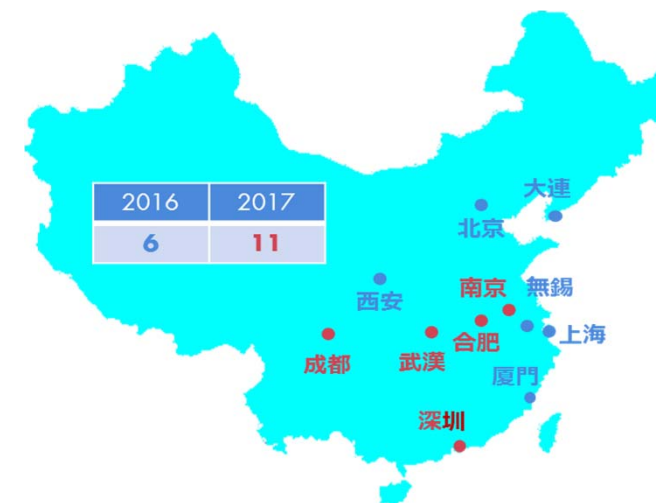 大連
2016 2017
北京
6 11
西安
南京 無錫
合肥 上海
成都
武漢
厦門
深圳